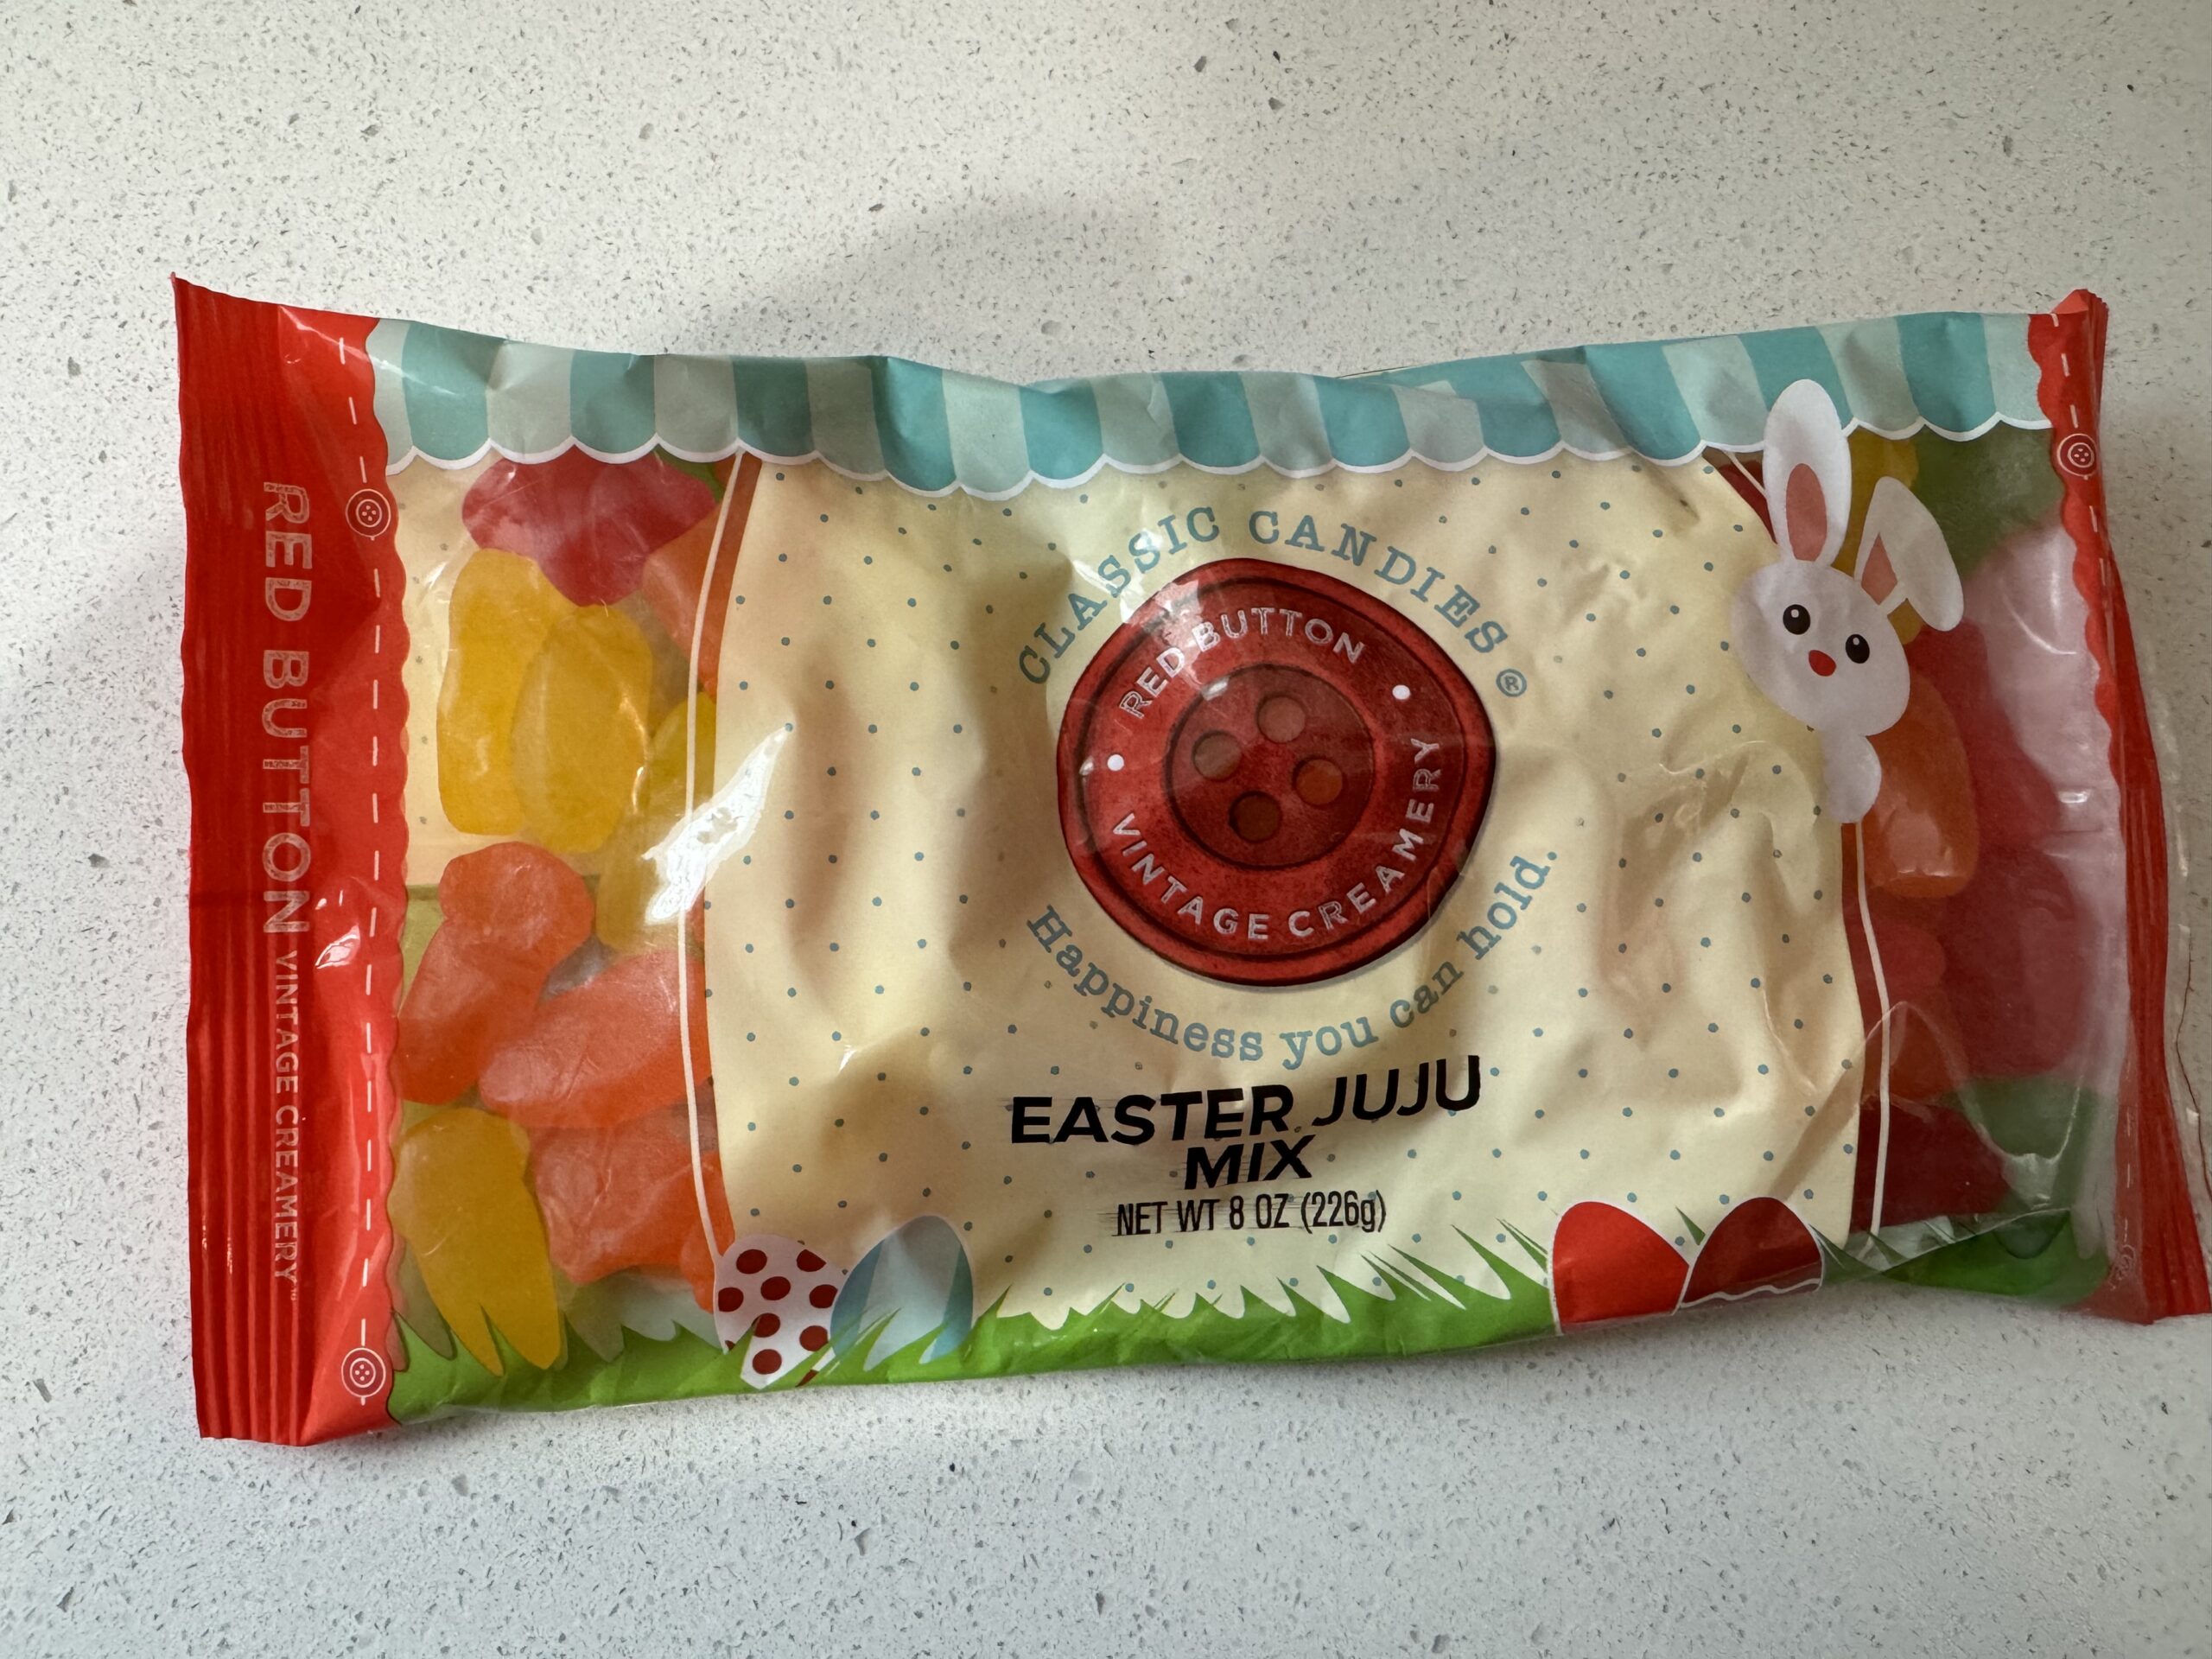 RED BUTTON VINTAGE CREAMERY™
CLASSIC CANDIES®
RED BUTTON
VINTAGE CREAMERY
Happiness you can hold.
EASTER JUJU
MIX
NET WT 8 OZ (226g)